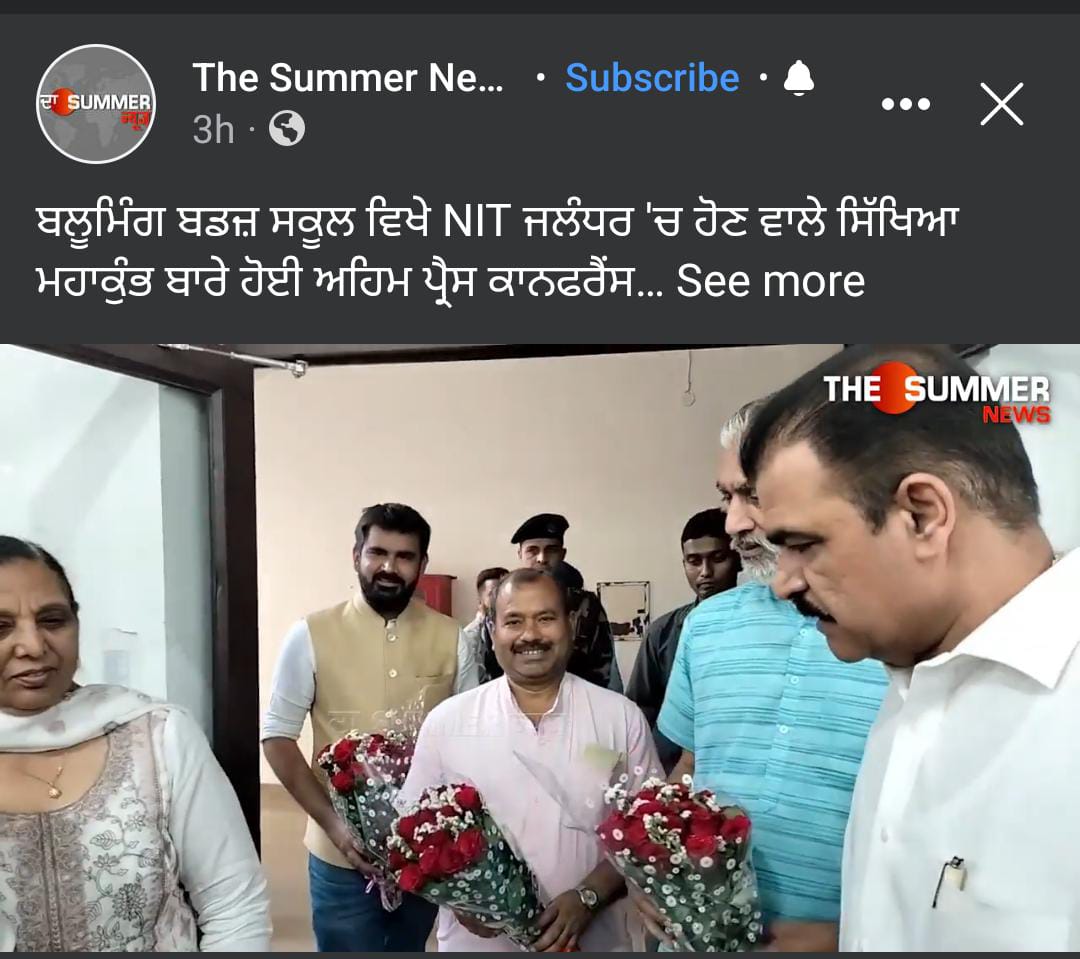 ਦਾ SUMMER
ਨਿਊਜ਼
The Summer Ne... · Subscribe ·
3h ·
ਬਲੂਮਿੰਗ ਬਡਜ਼ ਸਕੂਲ ਵਿਖੇ NIT ਜਲੰਧਰ 'ਚ ਹੋਣ ਵਾਲੇ ਸਿੱਖਿਆ
ਮਹਾਕੁੰਭ ਬਾਰੇ ਹੋਈ ਅਹਿਮ ਪ੍ਰੈਸ ਕਾਨਫਰੈਂਸ... See more
THE SUMMER
NEWS